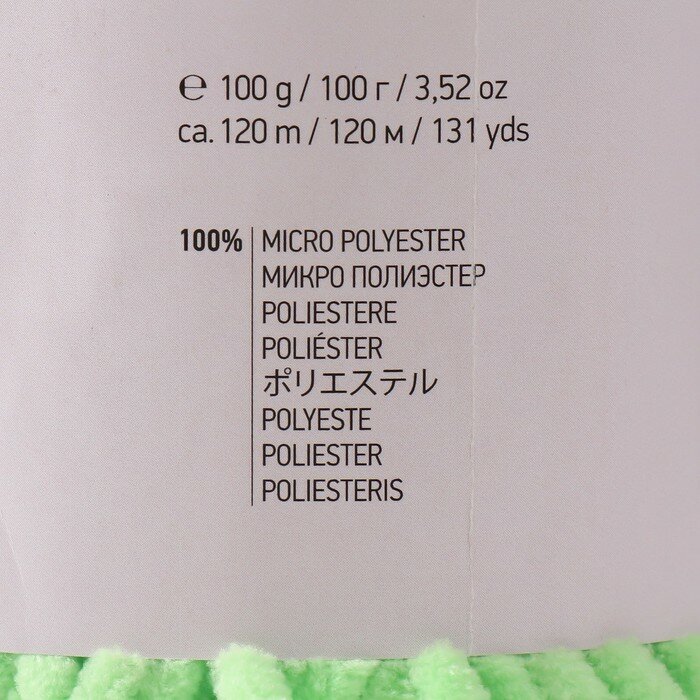 ℮ 100 g / 100 г / 3,52 oz
ca. 120 m / 120 м / 131 yds
100% MICRO POLYESTER
МИКРО ПОЛИЭСТЕР
POLIESTERE
POLIÉSTER
ポリエステル
POLYESTE
POLIESTER
POLIESTERIS